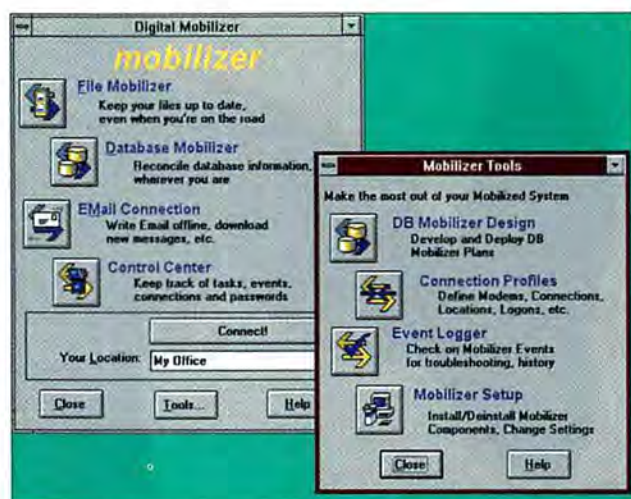 Digital Mobilizer
mobilizer
File Mobilizer
Keep your files up to date,
even when you're on the road
Database Mobilizer
Reconcile database information,
wherever you are
EMail Connection
Write Email offline, download
new messages, etc.
Control Center
Keep track of tasks, events,
connections and passwords
Connect!
Your Location: My Office
Close Tools... Help
Mobilizer Tools
Make the most out of your Mobilized System
DB Mobilizer Design
Develop and Deploy DB
Mobilizer Plans
Connection Profiles
Define Modems, Connections,
Locations, Logons, etc.
Event Logger
Check on Mobilizer Events
for troubleshooting, history
Mobilizer Setup
Install/Deinstall Mobilizer
Components, Change Settings
Close Help